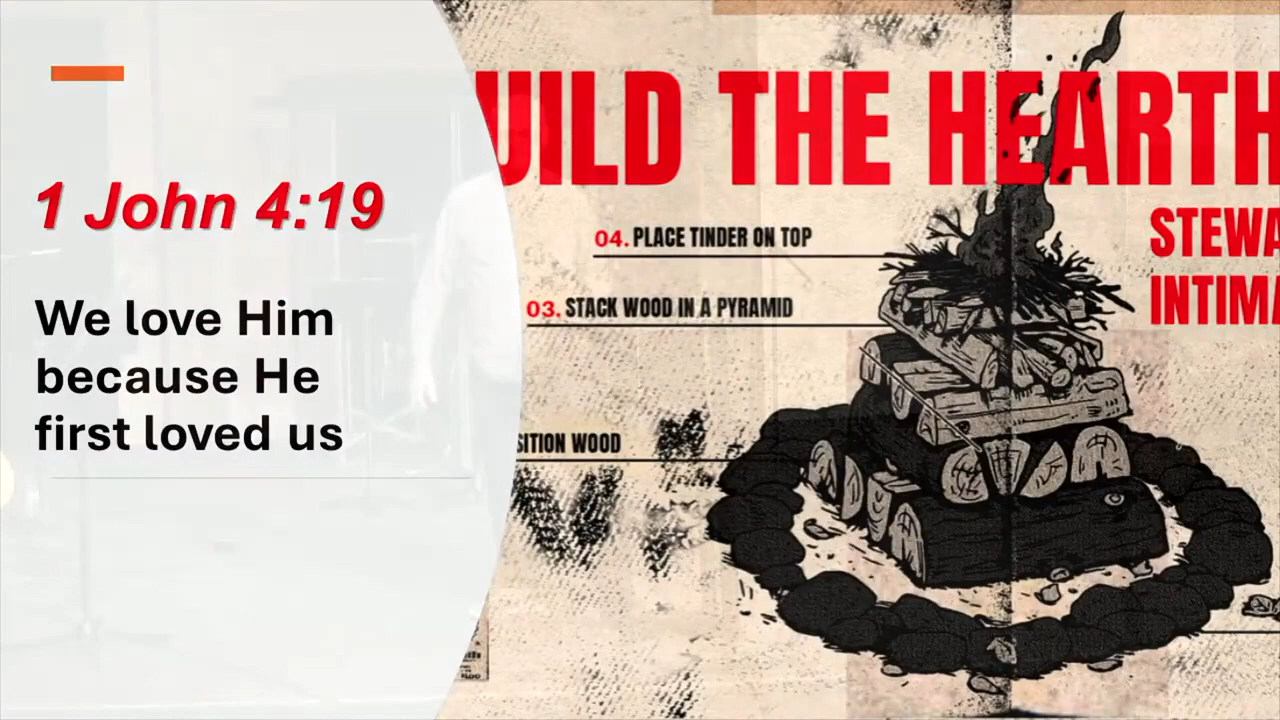 1 John 4:19
We love Him
because He
first loved us
UILD THE HEARTH
STEWA
INTIMA
04. PLACE TINDER ON TOP
03. STACK WOOD IN A PYRAMID
SITION WOOD